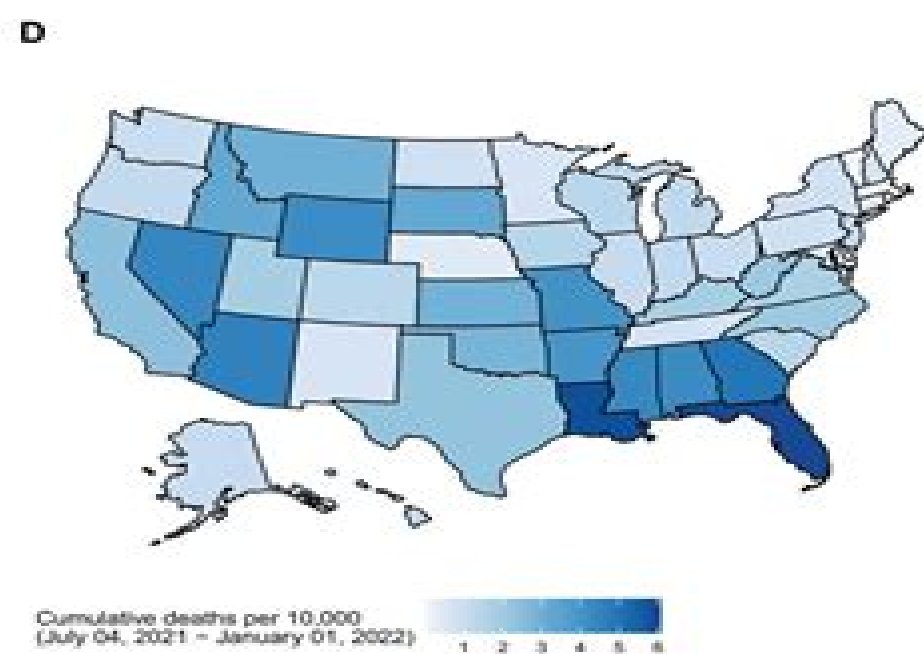 D
Cumulative deaths per 10,000
(July 04, 2021 – January 01, 2022)
1 2 3 4 5 6